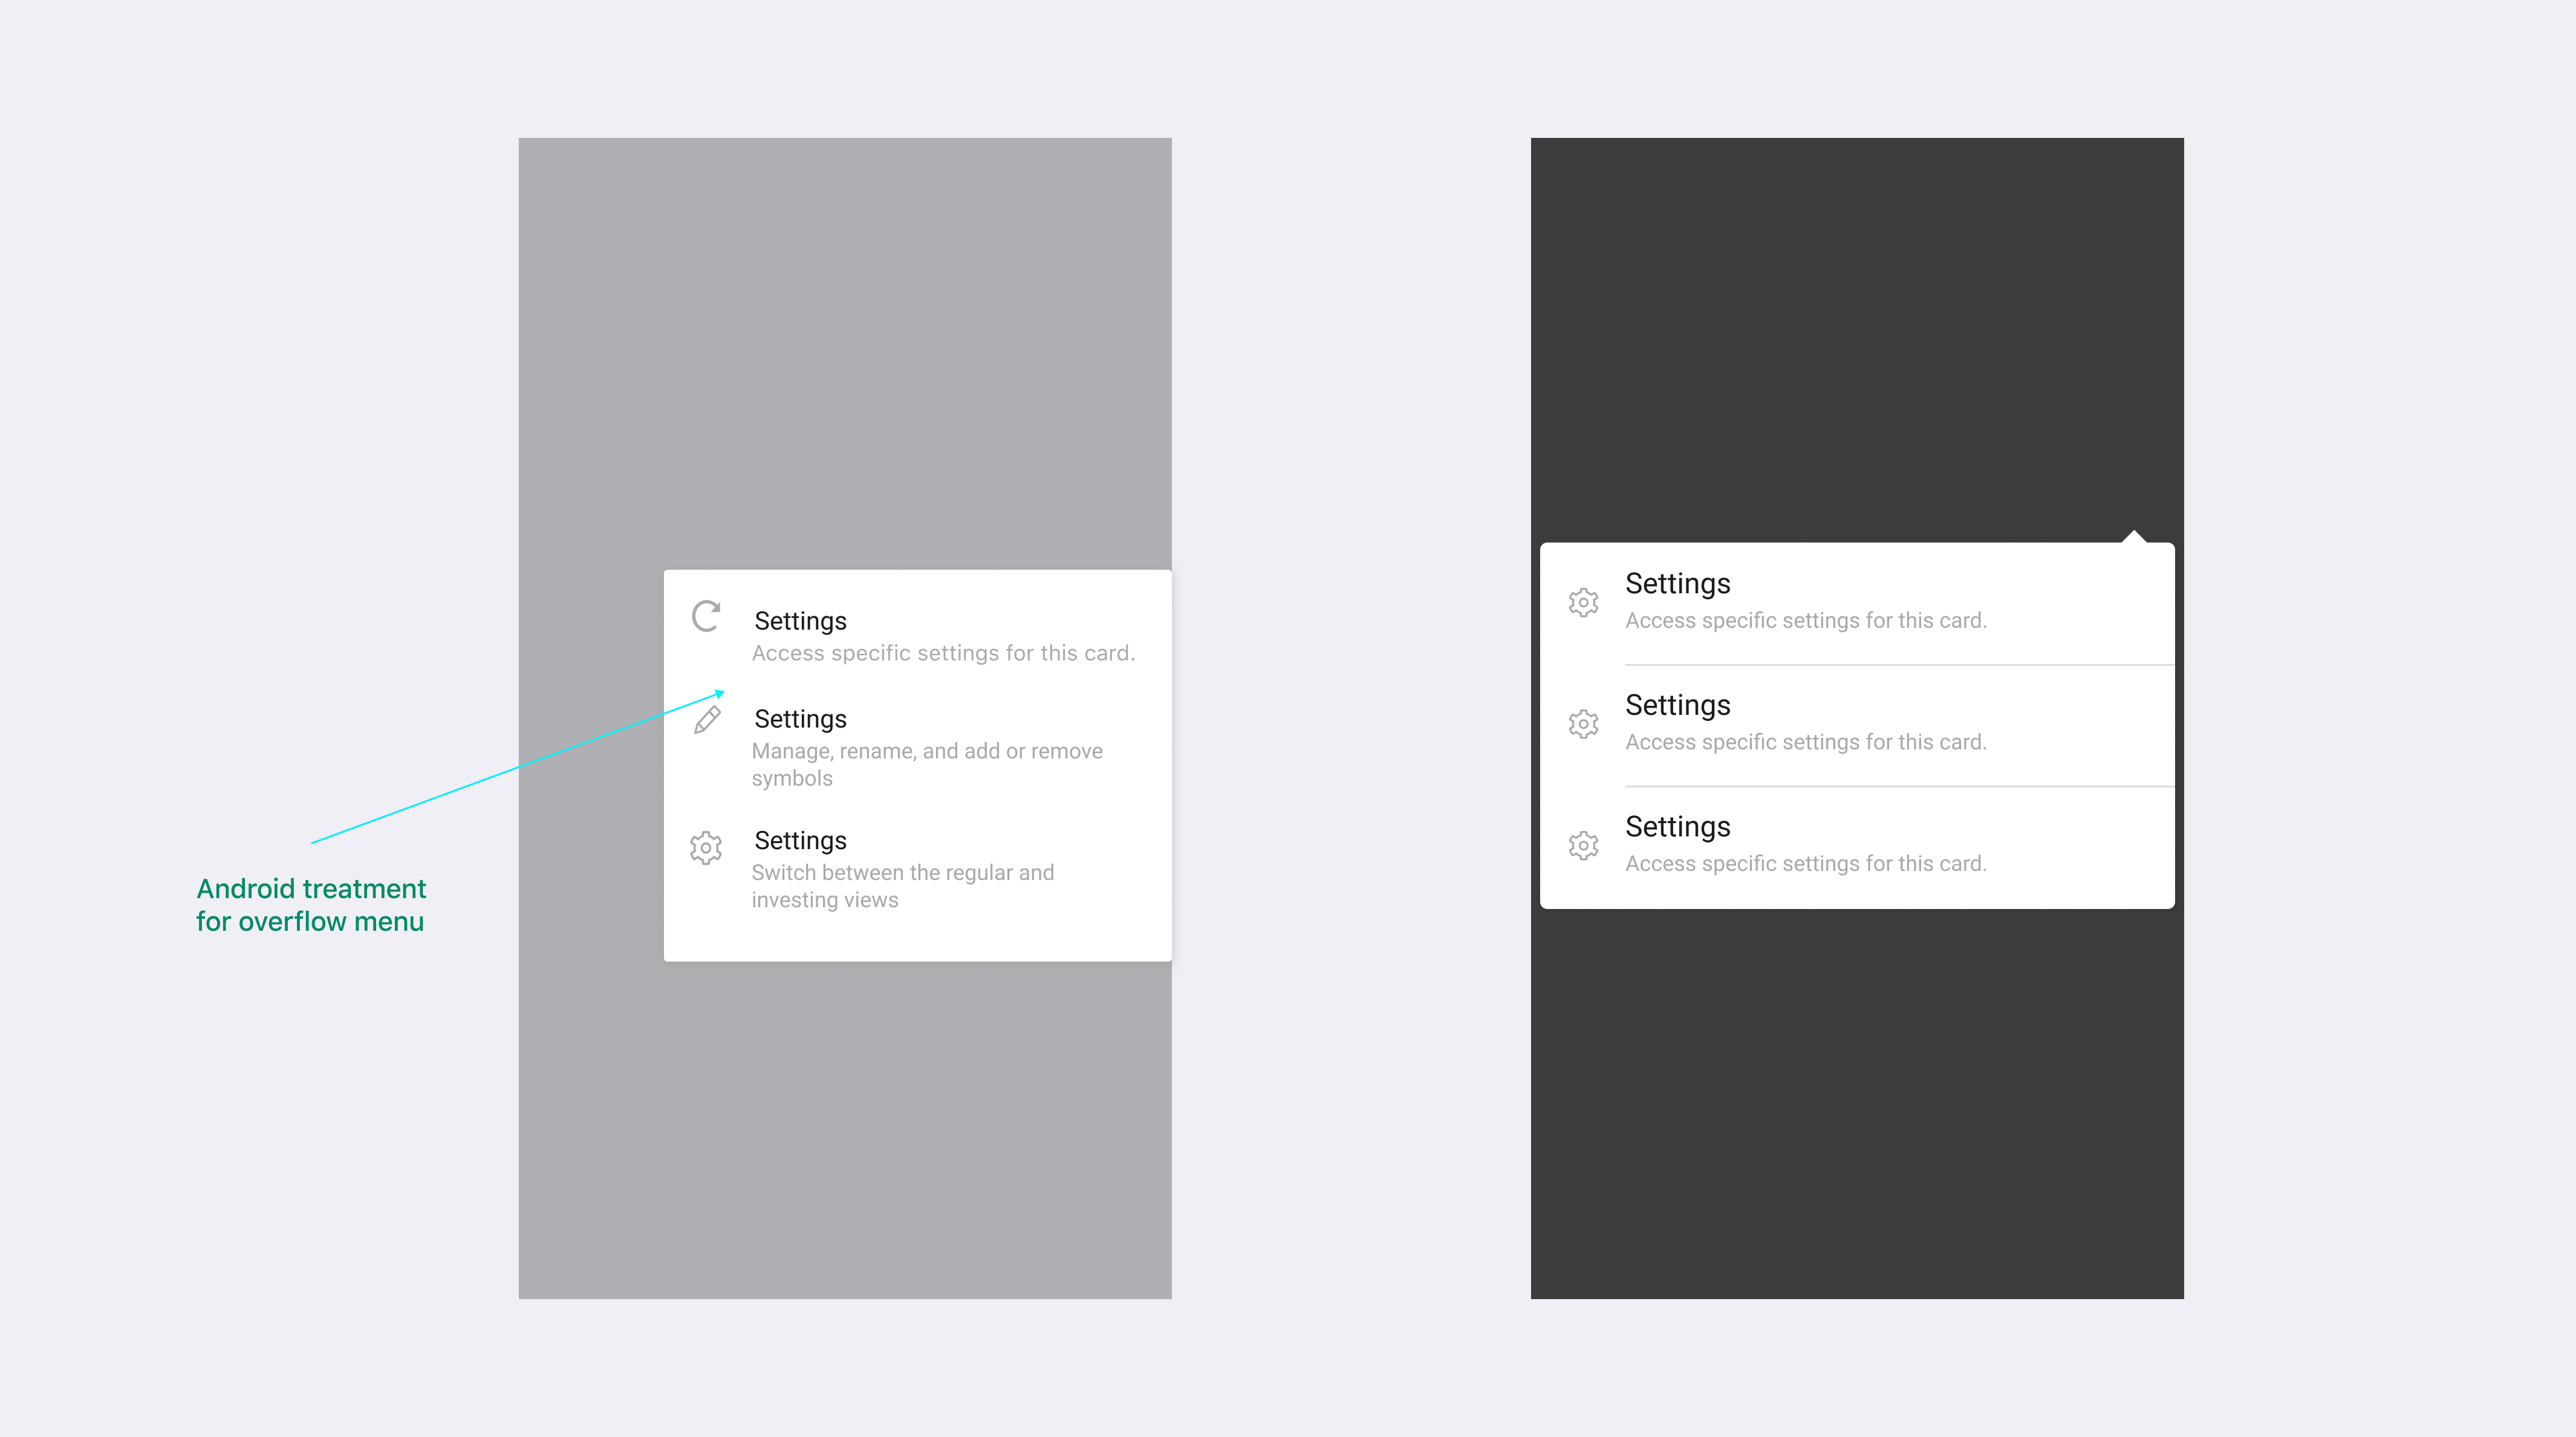 Android treatment
for overflow menu
Settings
Access specific settings for this card.
Settings
Manage, rename, and add or remove
symbols
Settings
Switch between the regular and
investing views
Settings
Access specific settings for this card.
Settings
Access specific settings for this card.
Settings
Access specific settings for this card.